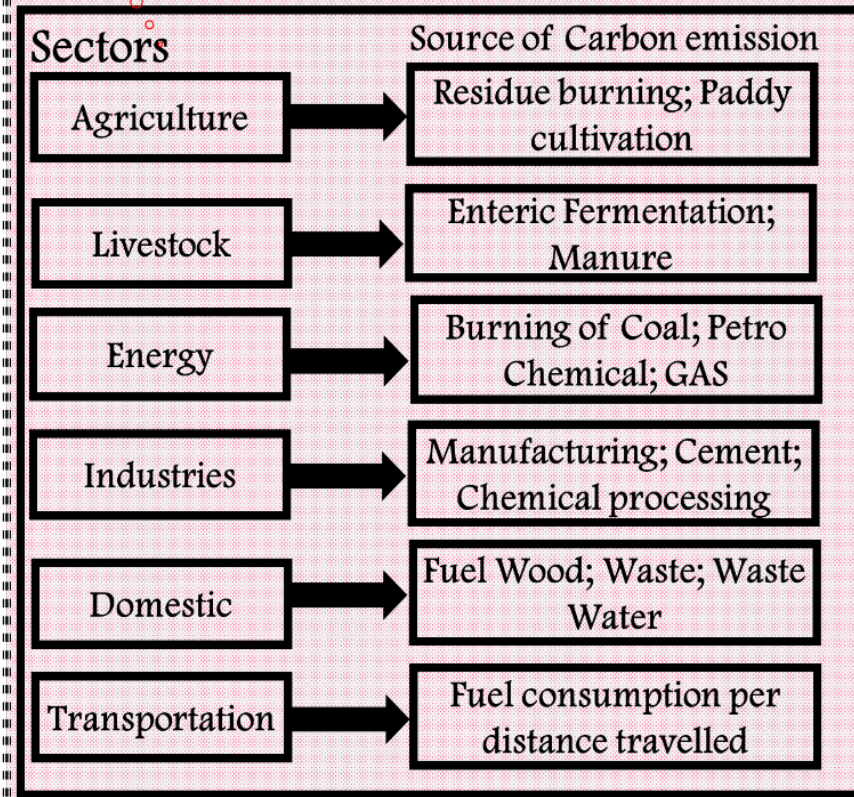 Sectors
Source of Carbon emission
Agriculture
Residue burning; Paddy
cultivation
Livestock
Enteric Fermentation;
Manure
Energy
Burning of Coal; Petro
Chemical; GAS
Industries
Manufacturing; Cement;
Chemical processing
Domestic
Fuel Wood; Waste; Waste
Water
Transportation
Fuel consumption per
distance travelled